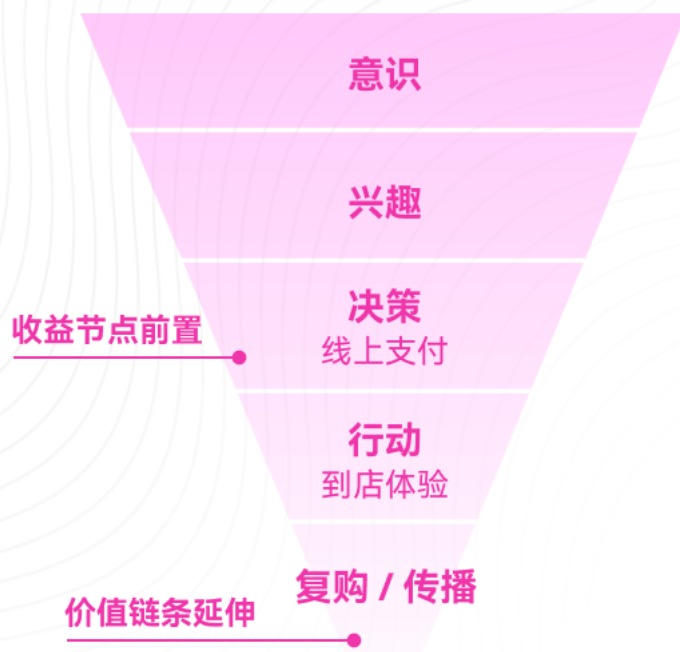 意识
兴趣
决策
线上支付
收益节点前置
行动
到店体验
复购 / 传播
价值链条延伸